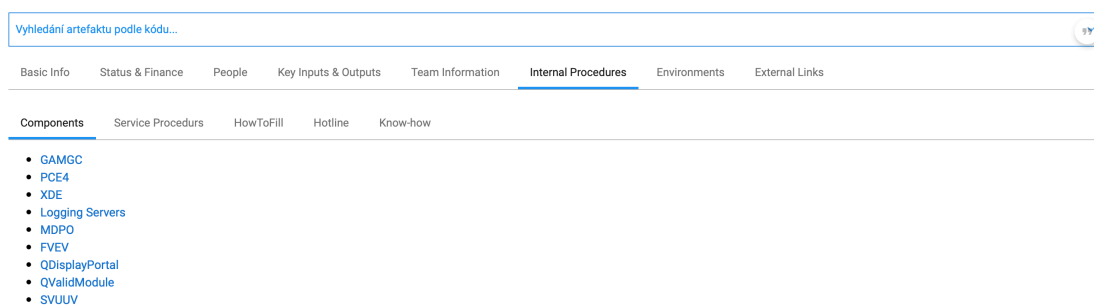 Vyhledání artefaktu podle kódu...
Basic Info Status & Finance People Key Inputs & Outputs Team Information Internal Procedures Environments External Links
Components Service Procedurs HowToFill Hotline Know-how
GAMGC
PCE4
XDE
Logging Servers
MDPO
FVEV
QDisplayPortal
QValidModule
SVUUV